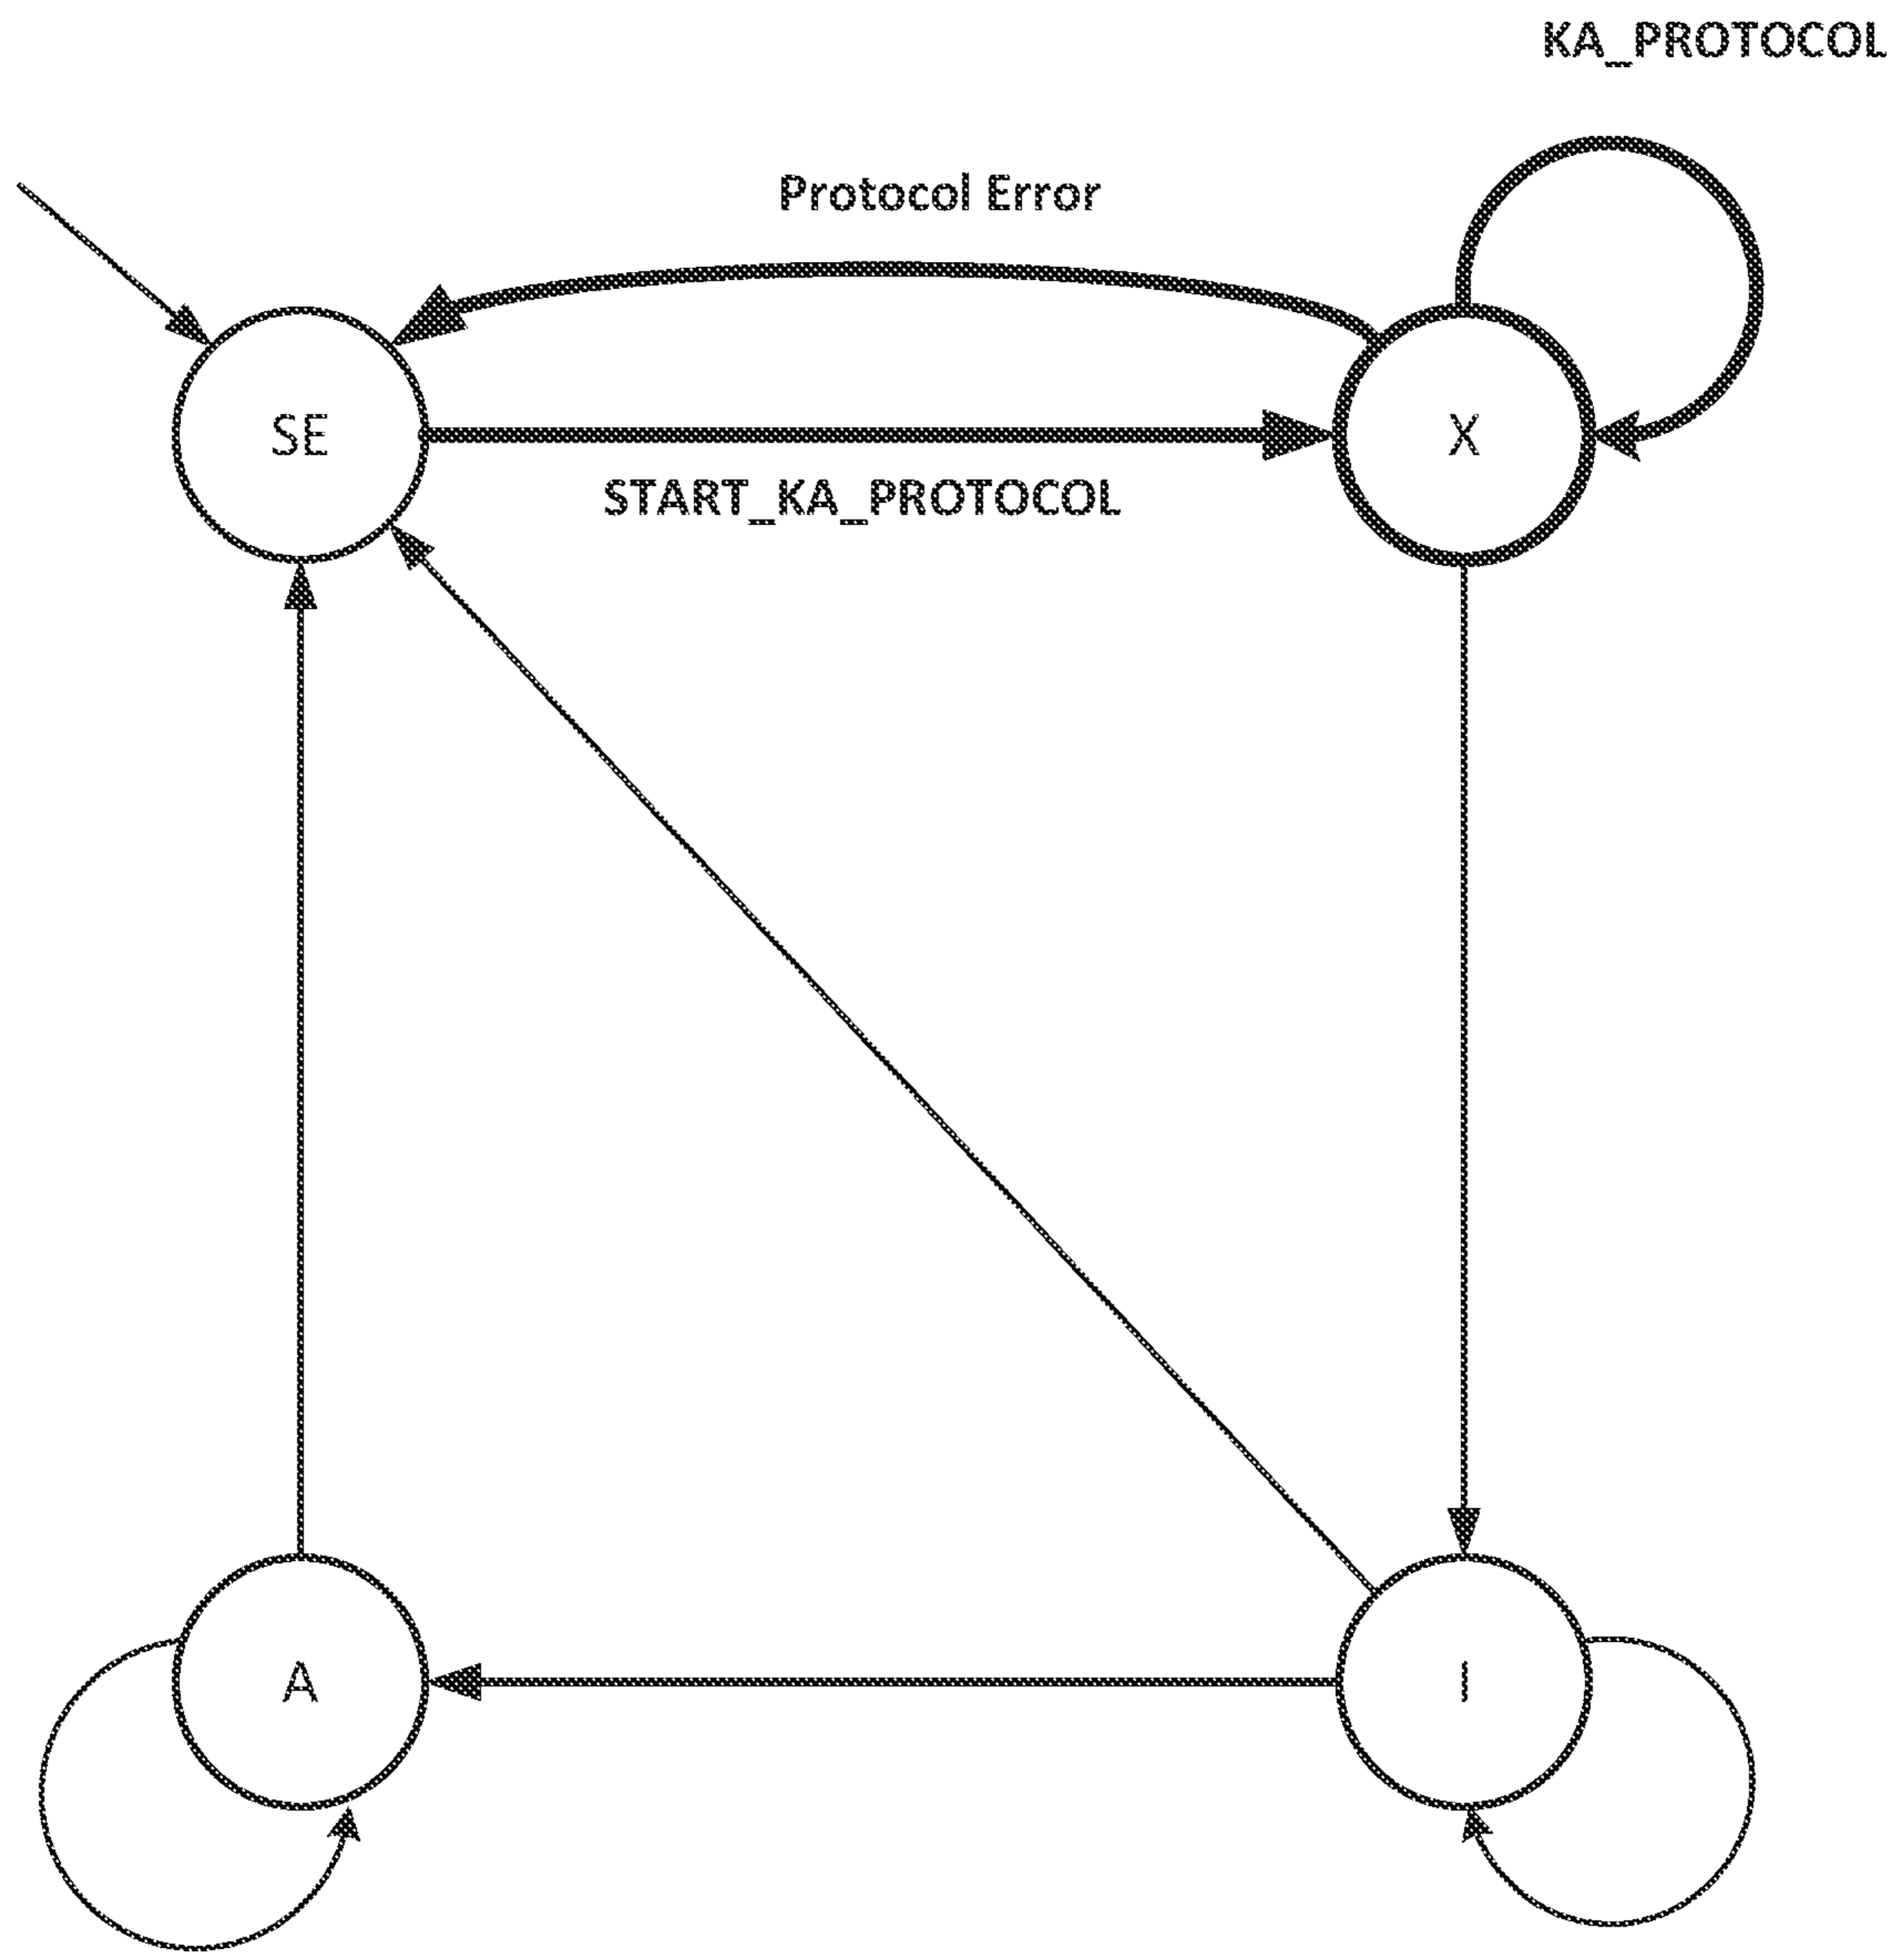 KA_PROTOCOL
Protocol Error
SE
X
START_KA_PROTOCOL
A
I